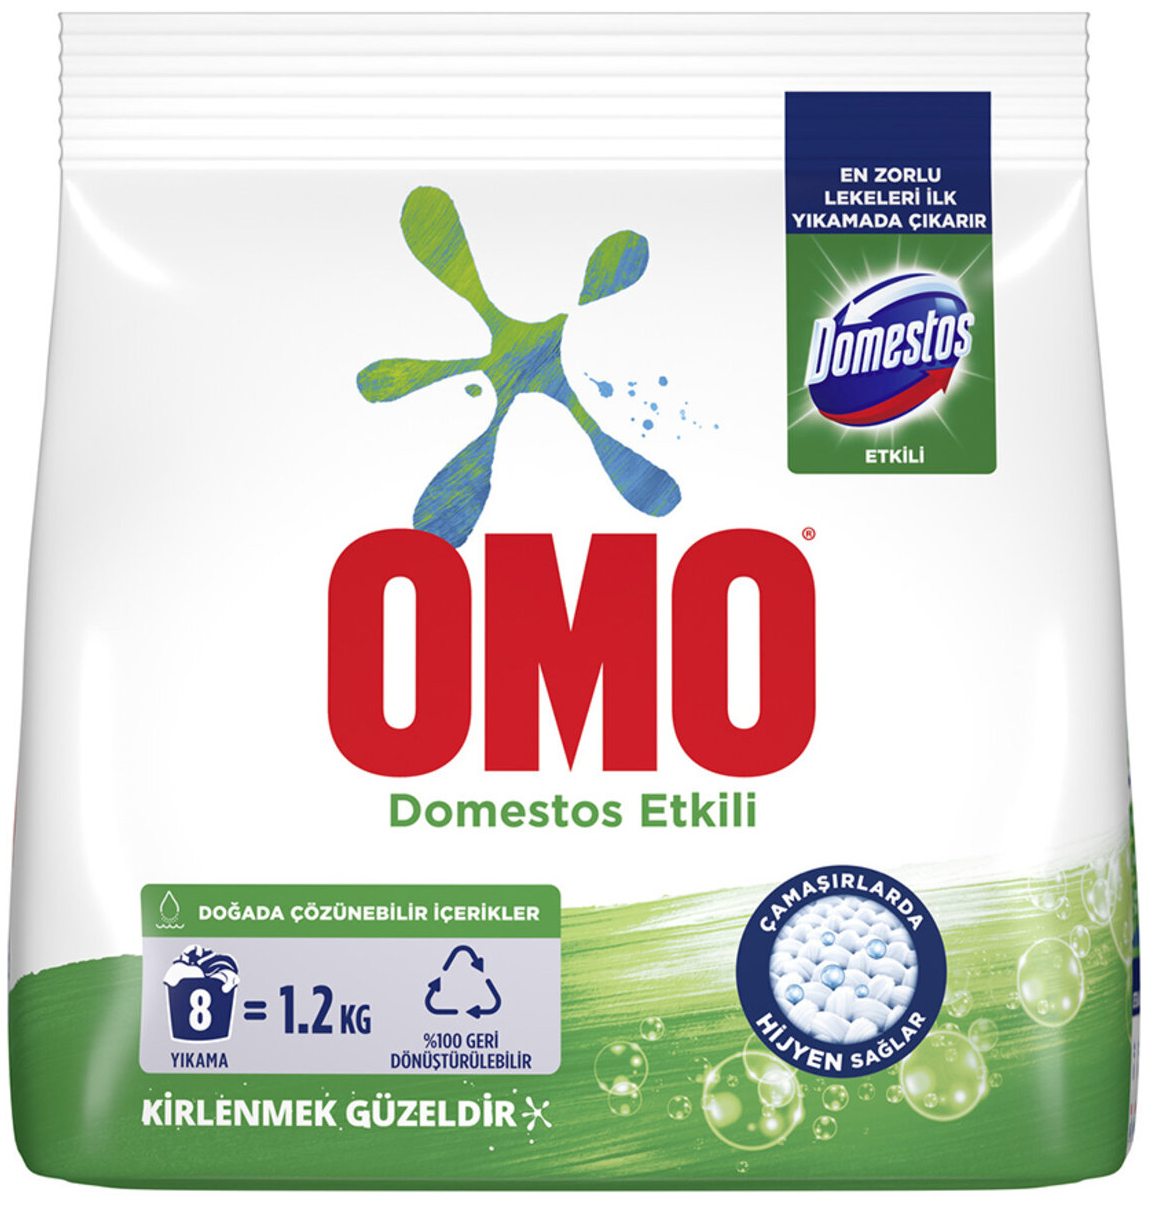 EN ZORLU
LEKELERİ İLK
YIKAMADA ÇIKARIR
Domestos
ETKİLİ
OMO®
Domestos Etkili
DOĞADA ÇÖZÜNEBİLİR İÇERİKLER
8 = 1.2 KG
YIKAMA
%100 GERİ
DÖNÜŞTÜRÜLEBİLİR
ÇAMAŞIRLARDA
HİJYEN SAĞLAR
KİRLENMEK GÜZELDİR